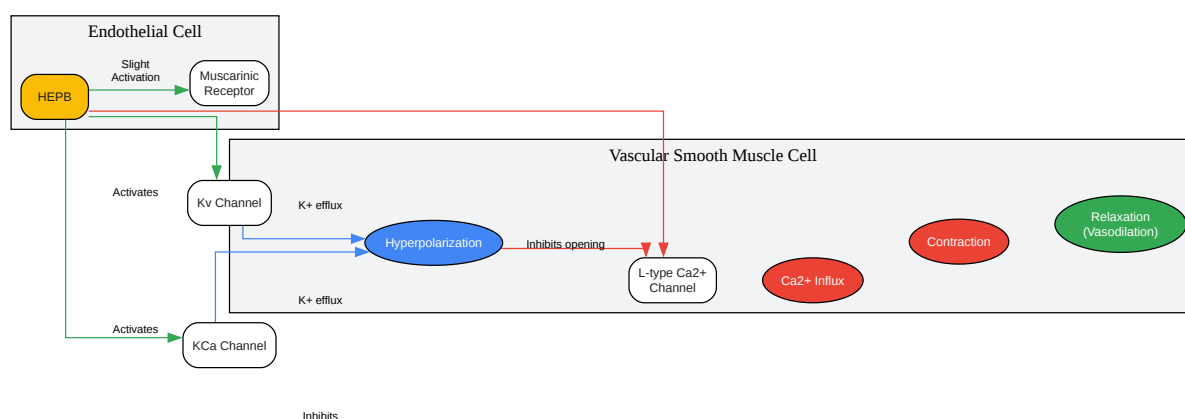 Endothelial Cell
Slight
Activation
HEPB
Muscarinic
Receptor
Vascular Smooth Muscle Cell
Activates
Kv Channel
K+ efflux
Hyperpolarization
Inhibits opening
L-type Ca2+
Channel
Ca2+ Influx
Contraction
Relaxation
(Vasodilation)
K+ efflux
Activates
KCa Channel
Inhibits